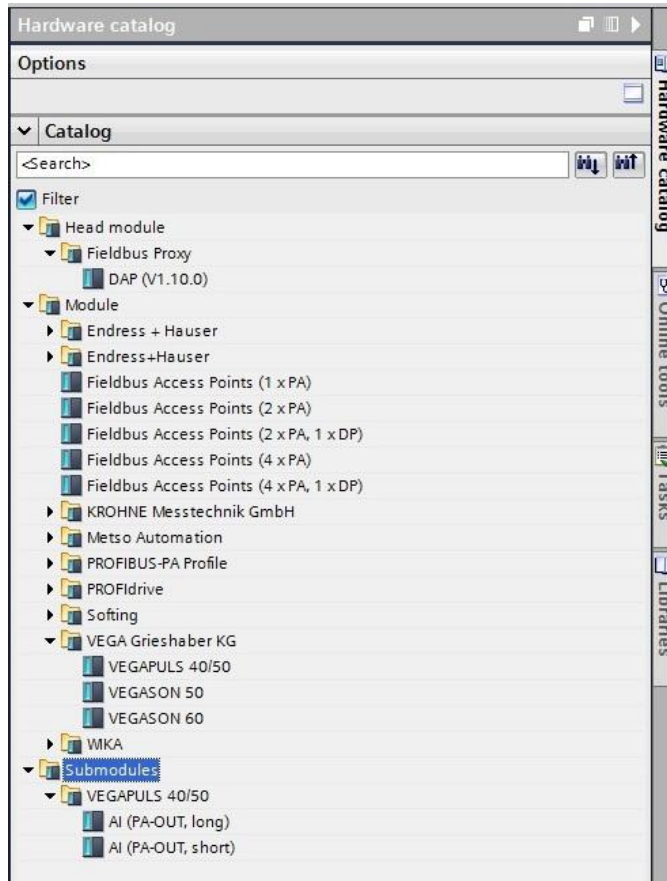 Hardware catalog
Options
Catalog
<Search>
Filter
Head module
Fieldbus Proxy
DAP (V1.10.0)
Module
Endress + Hauser
Endress+Hauser
Fieldbus Access Points (1 x PA)
Fieldbus Access Points (2 x PA)
Fieldbus Access Points (2 x PA, 1 x DP)
Fieldbus Access Points (4 x PA)
Fieldbus Access Points (4 x PA, 1 x DP)
KROHNE Messtechnik GmbH
Metso Automation
PROFIBUS-PA Profile
PROFIdrive
Softing
VEGA Grieshaber KG
VEGAPULS 40/50
VEGASON 50
VEGASON 60
WIKA
Submodules
VEGAPULS 40/50
AI (PA-OUT, long)
AI (PA-OUT, short)
Hardware catalog
Online tools
Tasks
Libraries